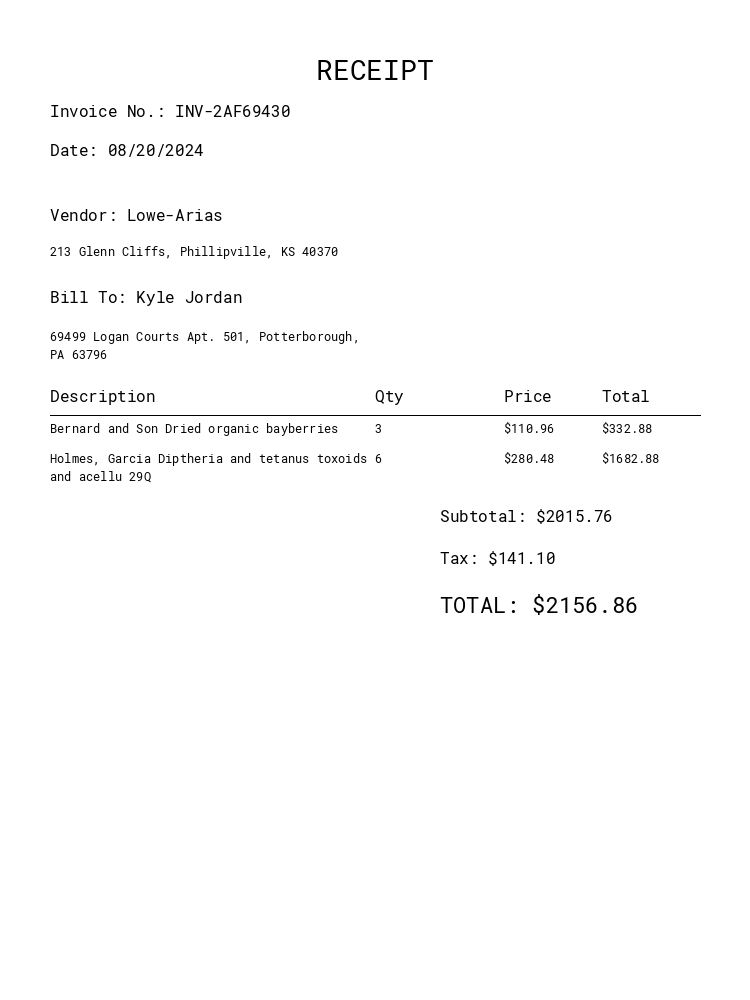 RECEIPT
Invoice No.: INV-2AF69430
Date: 08/20/2024
Vendor: Lowe-Arias
213 Glenn Cliffs, Phillipville, KS 40370
Bill To: Kyle Jordan
69499 Logan Courts Apt. 501, Potterborough,
PA 63796
Description Qty Price Total
Bernard and Son Dried organic bayberries 3 $110.96 $332.88
Holmes, Garcia Diptheria and tetanus toxoids 6 $280.48 $1682.88
and acellu 29Q
Subtotal: $2015.76
Tax: $141.10
TOTAL: $2156.86